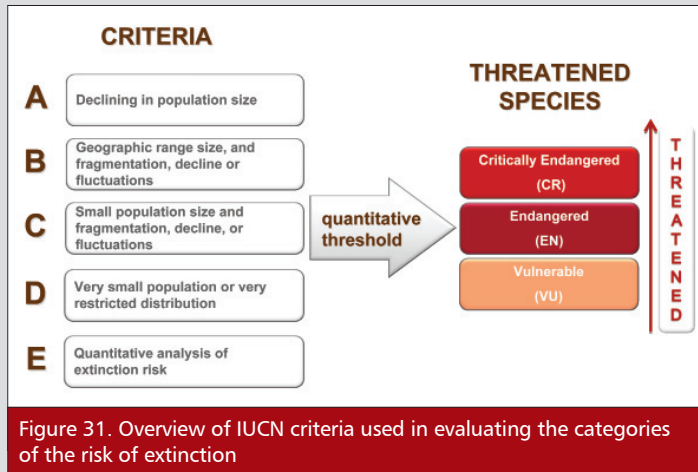 CRITERIA
A
Declining in population size
B
Geographic range size, and
fragmentation, decline or
fluctuations
C
Small population size and
fragmentation, decline, or
fluctuations
D
Very small population or very
restricted distribution
E
Quantitative analysis of
extinction risk
quantitative
threshold
THREATENED
SPECIES
Critically Endangered
(CR)
Endangered
(EN)
Vulnerable
(VU)
THREATENED
Figure 31. Overview of IUCN criteria used in evaluating the categories
of the risk of extinction